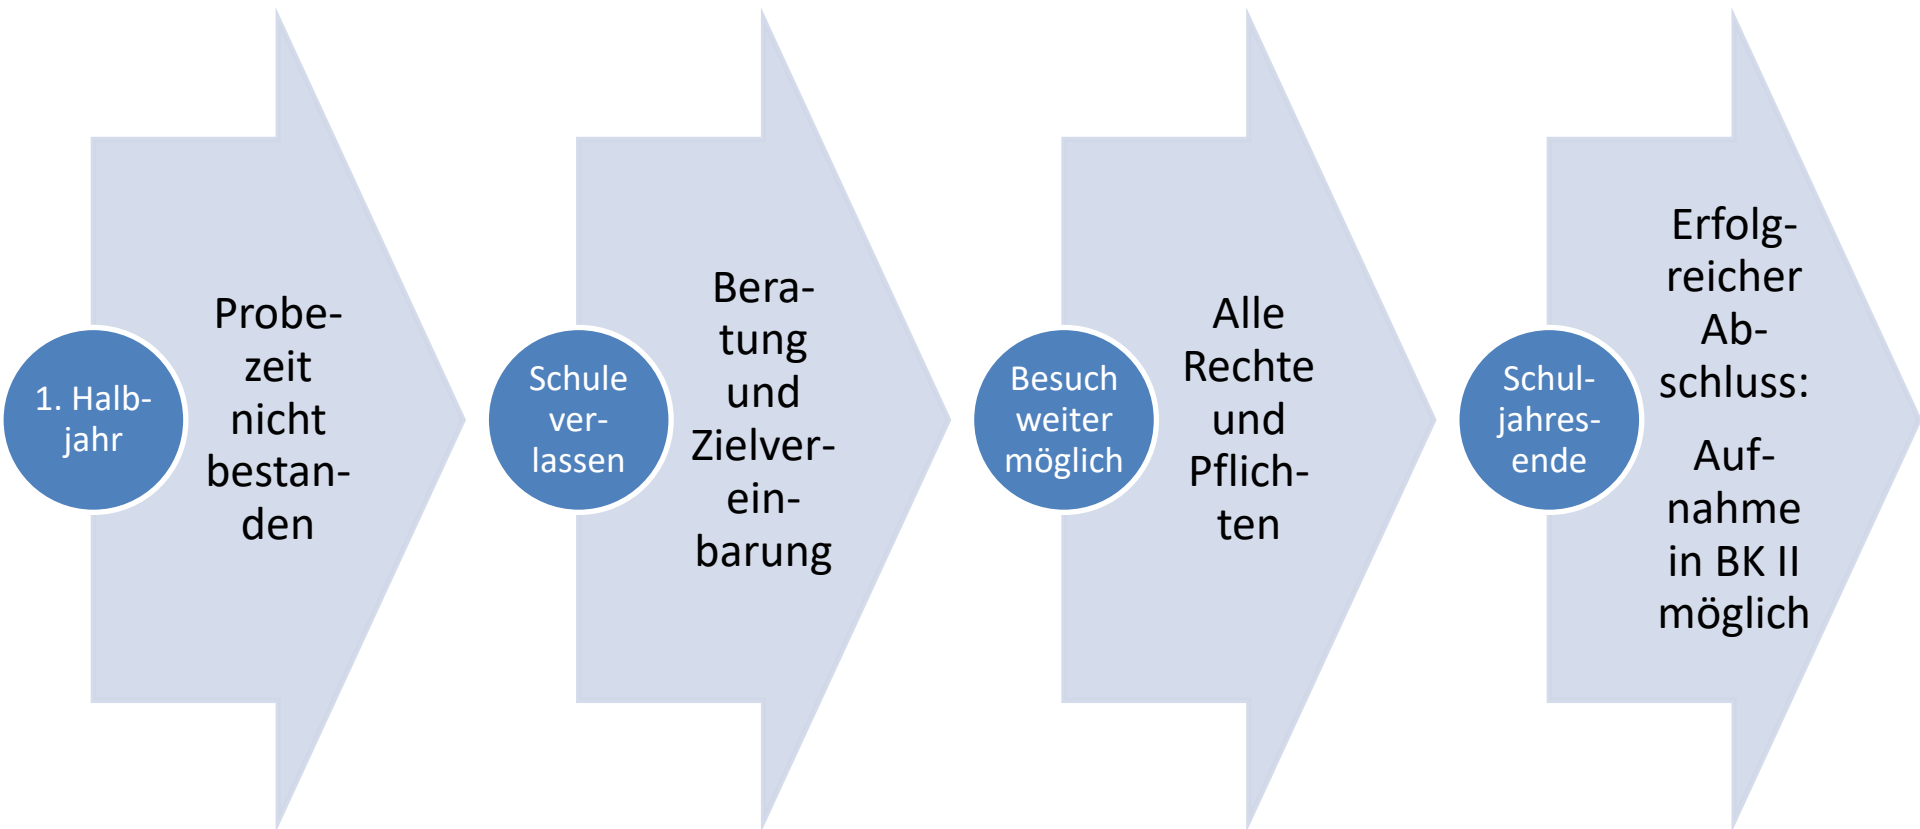 1. Halb-
jahr
Probe-
zeit
nicht
bestan-
den
Schule
ver-
lassen
Bera-
tung
und
Zielver-
ein-
barung
Besuch
weiter
möglich
Alle
Rechte
und
Pflich-
ten
Schul-
jahres-
ende
Erfolg-
reicher
Ab-
schluss:
Auf-
nahme
in BK II
möglich